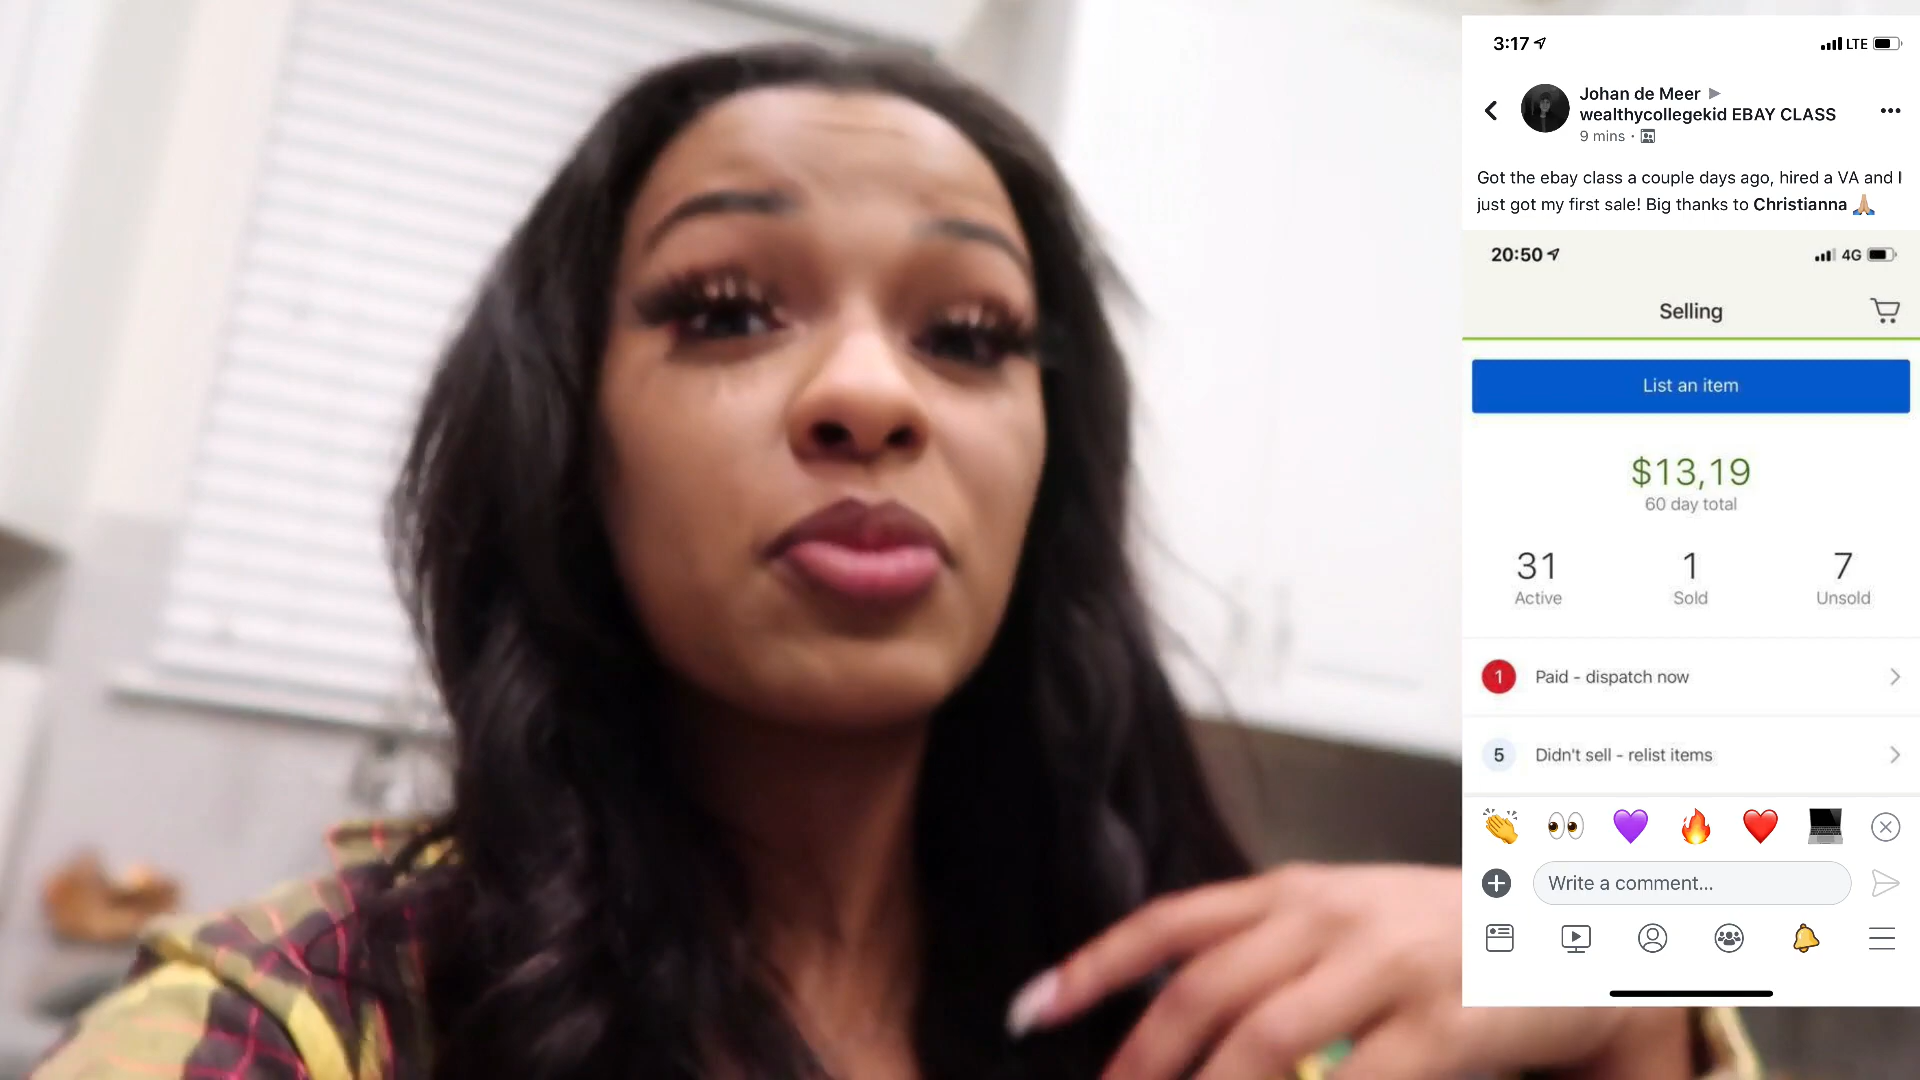 3:17
LTE
Johan de Meer
wealthycollegekid EBAY CLASS
9 mins ·
Got the ebay class a couple days ago, hired a VA and I
just got my first sale! Big thanks to Christianna 🙏🏼
20:50
4G
Selling
List an item
$13,19
60 day total
31
Active
1
Sold
7
Unsold
1 Paid - dispatch now
5 Didn't sell - relist items
Write a comment...